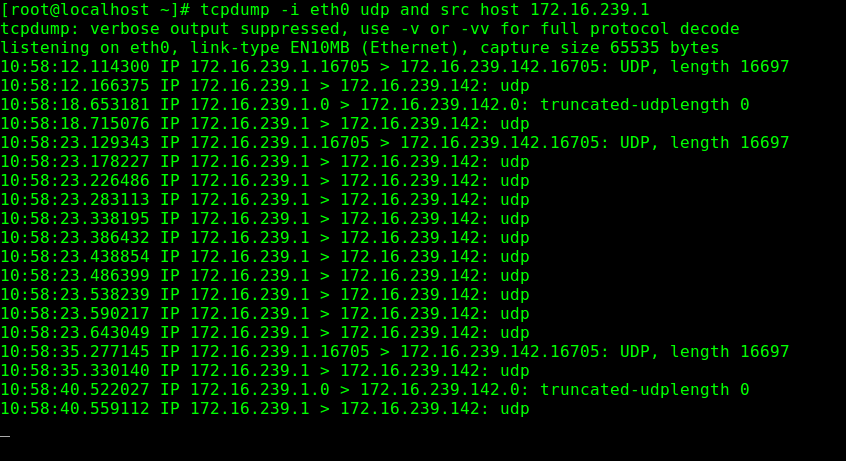 [root@localhost ~]# tcpdump -i eth0 udp and src host 172.16.239.1
tcpdump: verbose output suppressed, use -v or -vv for full protocol decode
listening on eth0, link-type EN10MB (Ethernet), capture size 65535 bytes
10:58:12.114300 IP 172.16.239.1.16705 > 172.16.239.142.16705: UDP, length 16697
10:58:12.166375 IP 172.16.239.1 > 172.16.239.142: udp
10:58:18.653181 IP 172.16.239.1.0 > 172.16.239.142.0: truncated-udplength 0
10:58:18.715076 IP 172.16.239.1 > 172.16.239.142: udp
10:58:23.129343 IP 172.16.239.1.16705 > 172.16.239.142.16705: UDP, length 16697
10:58:23.178227 IP 172.16.239.1 > 172.16.239.142: udp
10:58:23.226486 IP 172.16.239.1 > 172.16.239.142: udp
10:58:23.283113 IP 172.16.239.1 > 172.16.239.142: udp
10:58:23.338195 IP 172.16.239.1 > 172.16.239.142: udp
10:58:23.386432 IP 172.16.239.1 > 172.16.239.142: udp
10:58:23.438854 IP 172.16.239.1 > 172.16.239.142: udp
10:58:23.486399 IP 172.16.239.1 > 172.16.239.142: udp
10:58:23.538239 IP 172.16.239.1 > 172.16.239.142: udp
10:58:23.590217 IP 172.16.239.1 > 172.16.239.142: udp
10:58:23.643049 IP 172.16.239.1 > 172.16.239.142: udp
10:58:35.277145 IP 172.16.239.1.16705 > 172.16.239.142.16705: UDP, length 16697
10:58:35.330140 IP 172.16.239.1 > 172.16.239.142: udp
10:58:40.522027 IP 172.16.239.1.0 > 172.16.239.142.0: truncated-udplength 0
10:58:40.559112 IP 172.16.239.1 > 172.16.239.142: udp